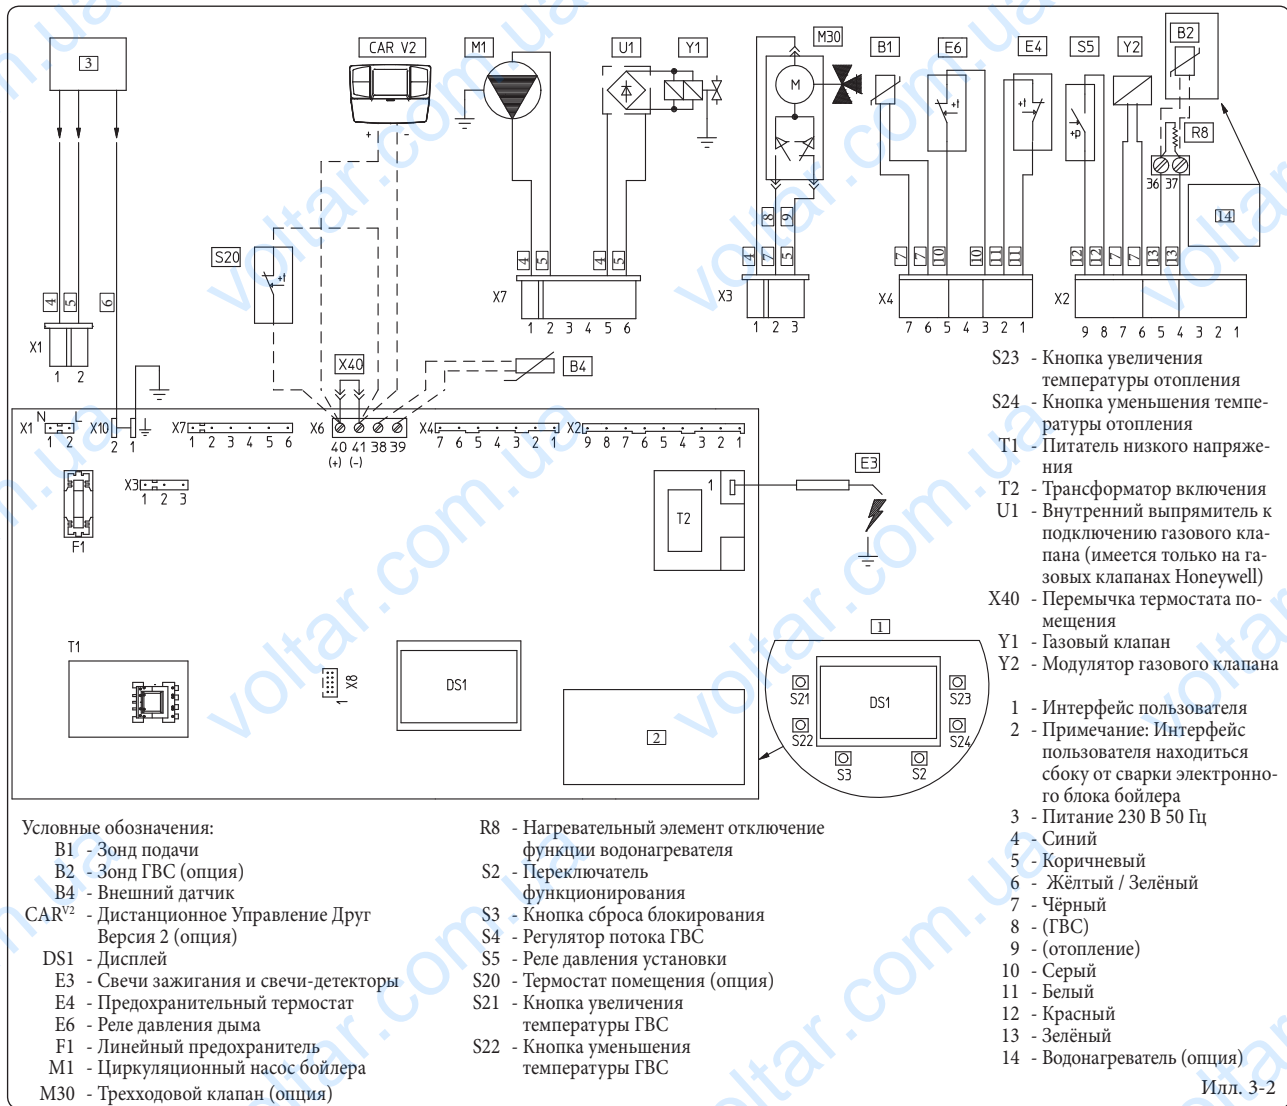 3
CAR V2
M1
U1
Y1
M30
B1
E6
E4
S5
Y2
B2
M
+t
+t
+p
R8
+ -
36 37
14
8 9
S20
+t
4 5 6
4 5
4 5
4 7 5
7 7 10 10 11 11
12 12 7 7 13 13
X1
X7
X3
X4
X2
1 2
1 2 3 4 5 6
1 2 3
7 6 5 4 3 2 1
9 8 7 6 5 4 3 2 1
X40
B4
N L
X1
1 2
X10
2 1
X7
1 2 3 4 5 6
X6
40 41 38 39
(+) (-)
X4
7 6 5 4 3 2 1
X2
9 8 7 6 5 4 3 2 1
X3
1 2 3
F1
1
T2
E3
T1
X8
1
DS1
2
1
DS1
S21
S22
S23
S24
S3
S2
S23 - Кнопка увеличения
температуры отопления
S24 - Кнопка уменьшения темпе-
ратуры отопления
T1 - Питатель низкого напряже-
ния
T2 - Трансформатор включения
U1 - Внутренний выпрямитель к
подключению газового кла-
пана (имеется только на га-
зовых клапанах Honeywell)
X40 - Перемычка термостата по-
мещения
Y1 - Газовый клапан
Y2 - Модулятор газового клапана
1 - Интерфейс пользователя
2 - Примечание: Интерфейс
пользователя находиться
сбоку от сварки электронно-
го блока бойлера
3 - Питание 230 В 50 Гц
4 - Синий
5 - Коричневый
6 - Жёлтый / Зелёный
7 - Чёрный
8 - (ГВС)
9 - (отопление)
10 - Серый
11 - Белый
12 - Красный
13 - Зелёный
14 - Водонагреватель (опция)
Условные обозначения:
B1 - Зонд подачи
B2 - Зонд ГВС (опция)
B4 - Внешний датчик
CARV2 - Дистанционное Управление Друг
Версия 2 (опция)
DS1 - Дисплей
E3 - Свечи зажигания и свечи-детекторы
E4 - Предохранительный термостат
E6 - Реле давления дыма
F1 - Линейный предохранитель
M1 - Циркуляционный насос бойлера
M30 - Трехходовой клапан (опция)
R8 - Нагревательный элемент отключение
функции водонагревателя
S2 - Переключатель
функционирования
S3 - Кнопка сброса блокирования
S4 - Регулятор потока ГВС
S5 - Реле давления установки
S20 - Термостат помещения (опция)
S21 - Кнопка увеличения
температуры ГВС
S22 - Кнопка уменьшения
температуры ГВС
Илл. 3-2
voltar.com.ua